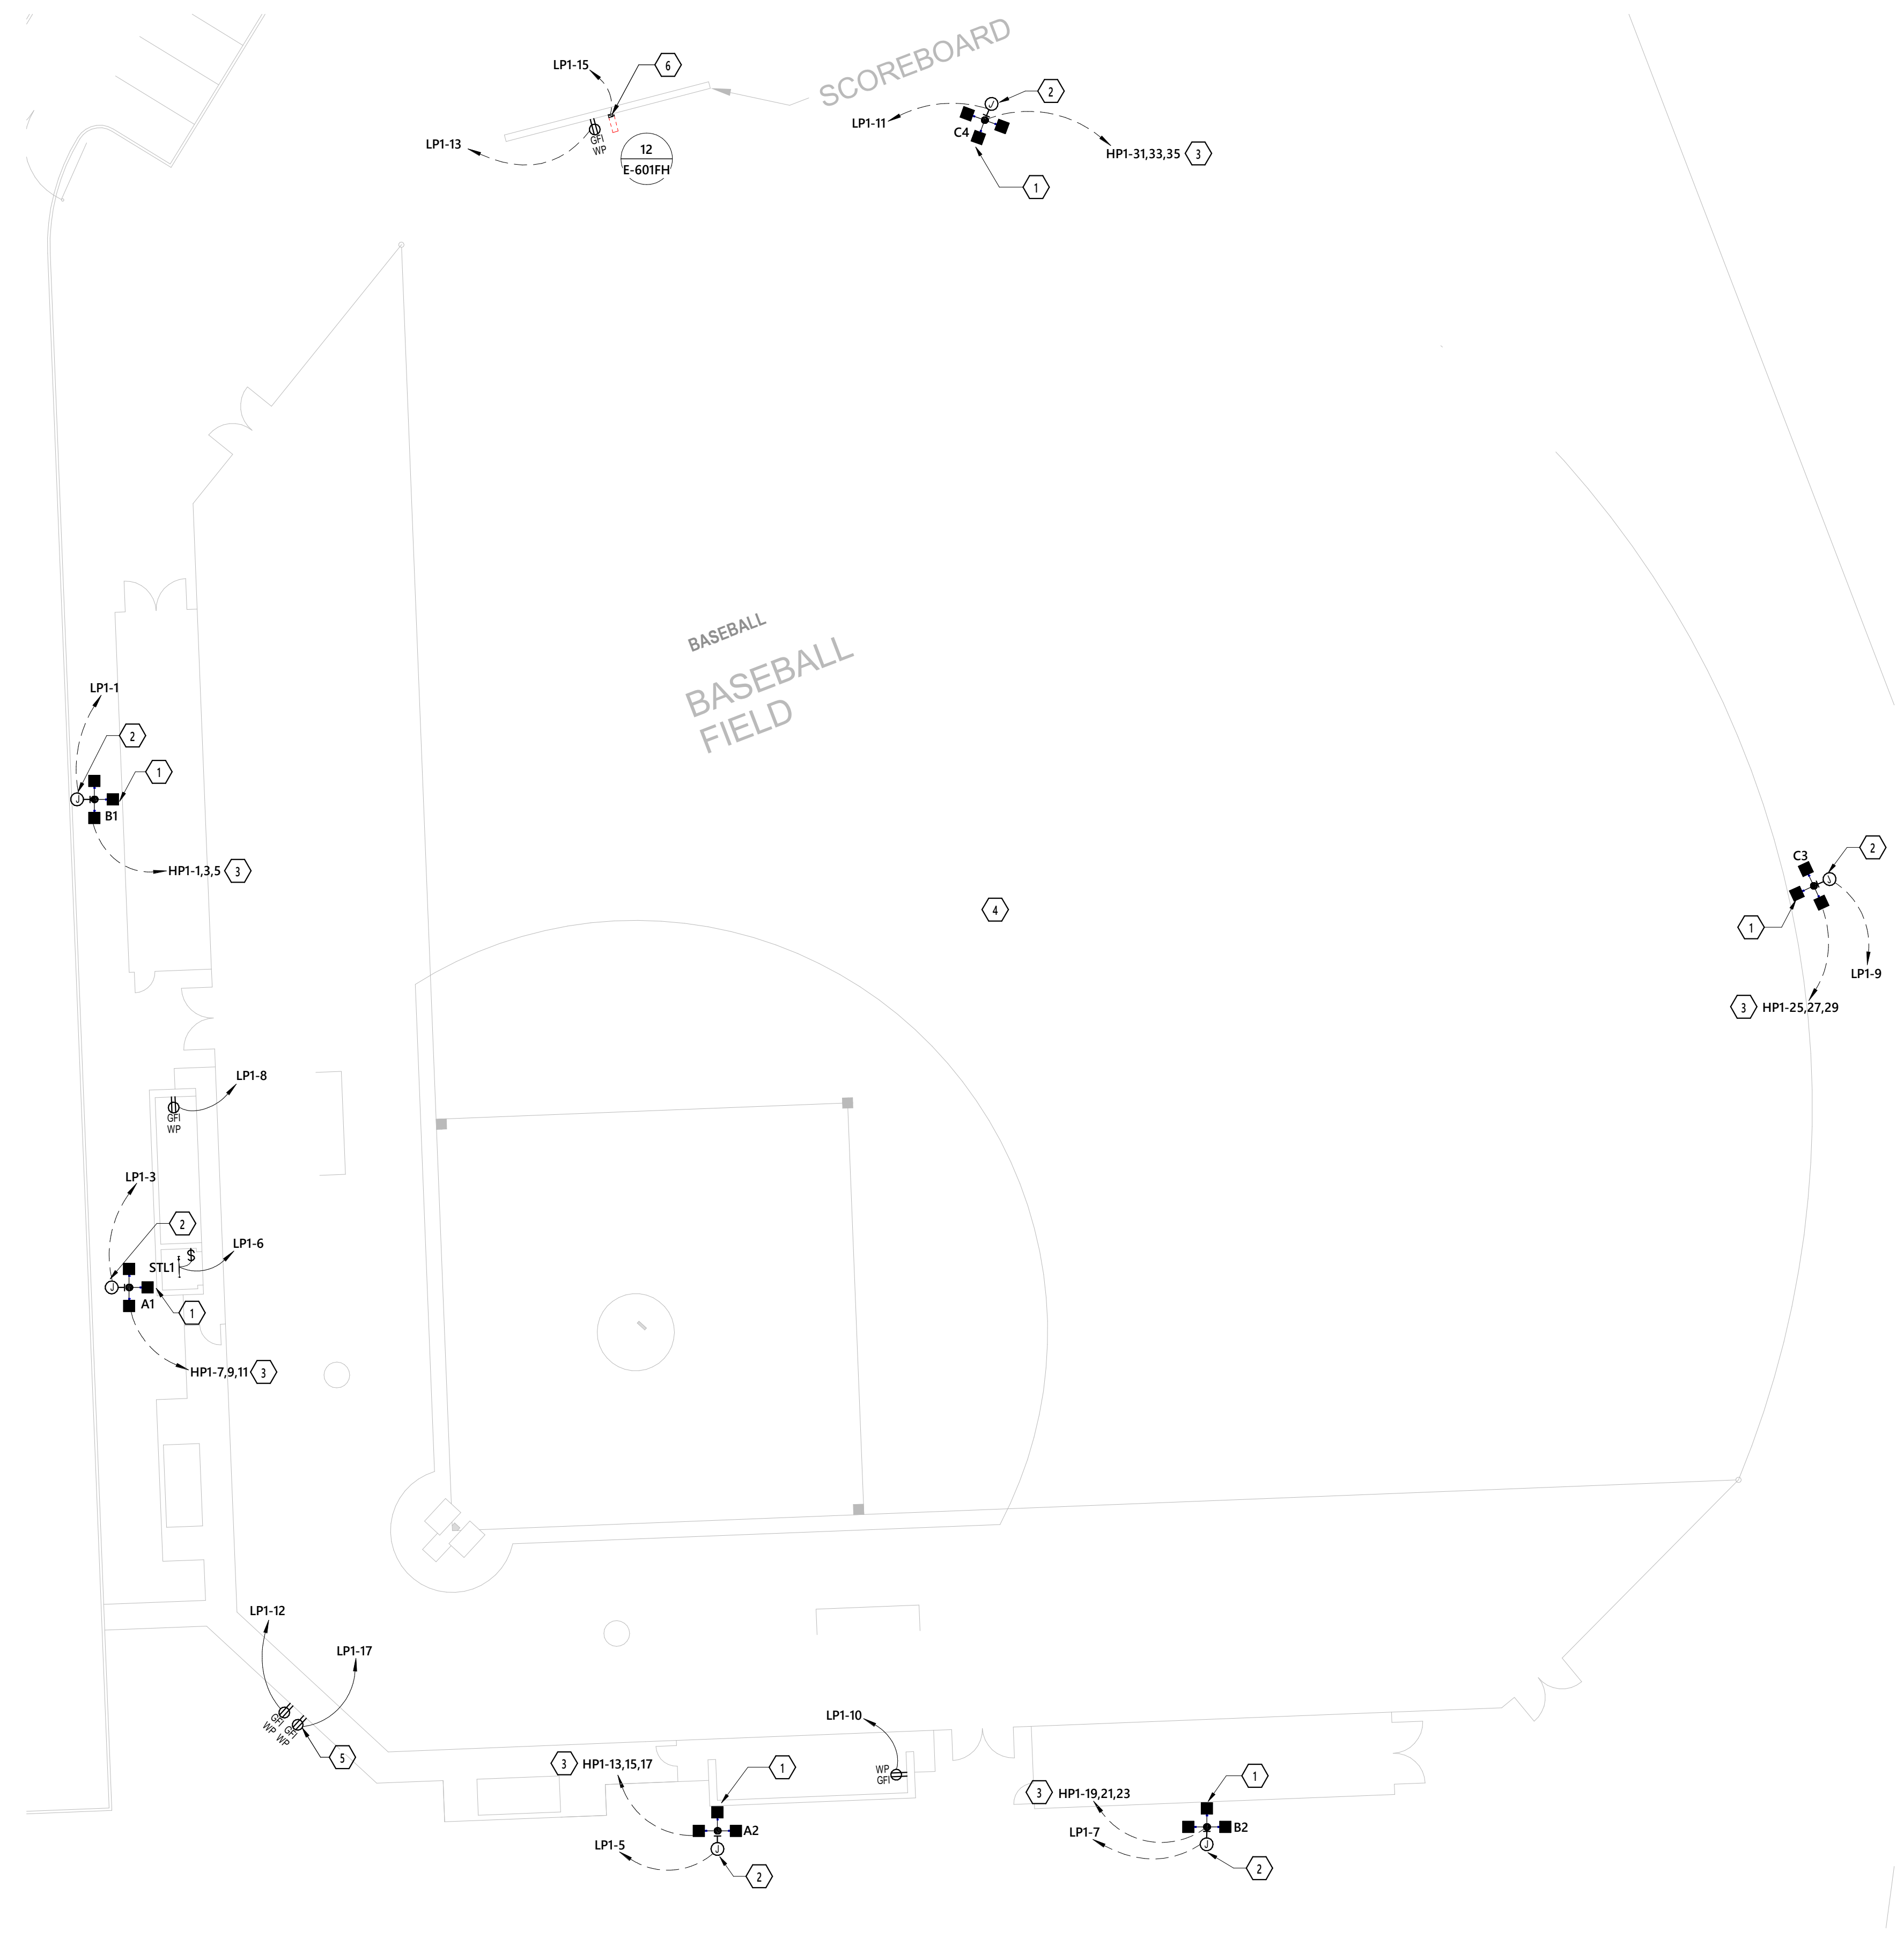 SCOREBOARD
LP1-15
6
LP1-13
GFI
WP
12
E-601FH
2
LP1-11
C4
HP1-31,33,35
3
1
BASEBALL
BASEBALL
FIELD
LP1-1
2
1
B1
HP1-1,3,5
3
C3
2
J
1
LP1-9
3
HP1-25,27,29
4
LP1-8
GFI
WP
LP1-3
2
LP1-6
$
STL1
J
A1
1
HP1-7,9,11
3
LP1-12
LP1-17
GFI
WP
GFI
WP
5
LP1-10
WP
GFI
3
HP1-13,15,17
1
A2
LP1-5
J
2
3
HP1-19,21,23
1
B2
LP1-7
J
2
J
J